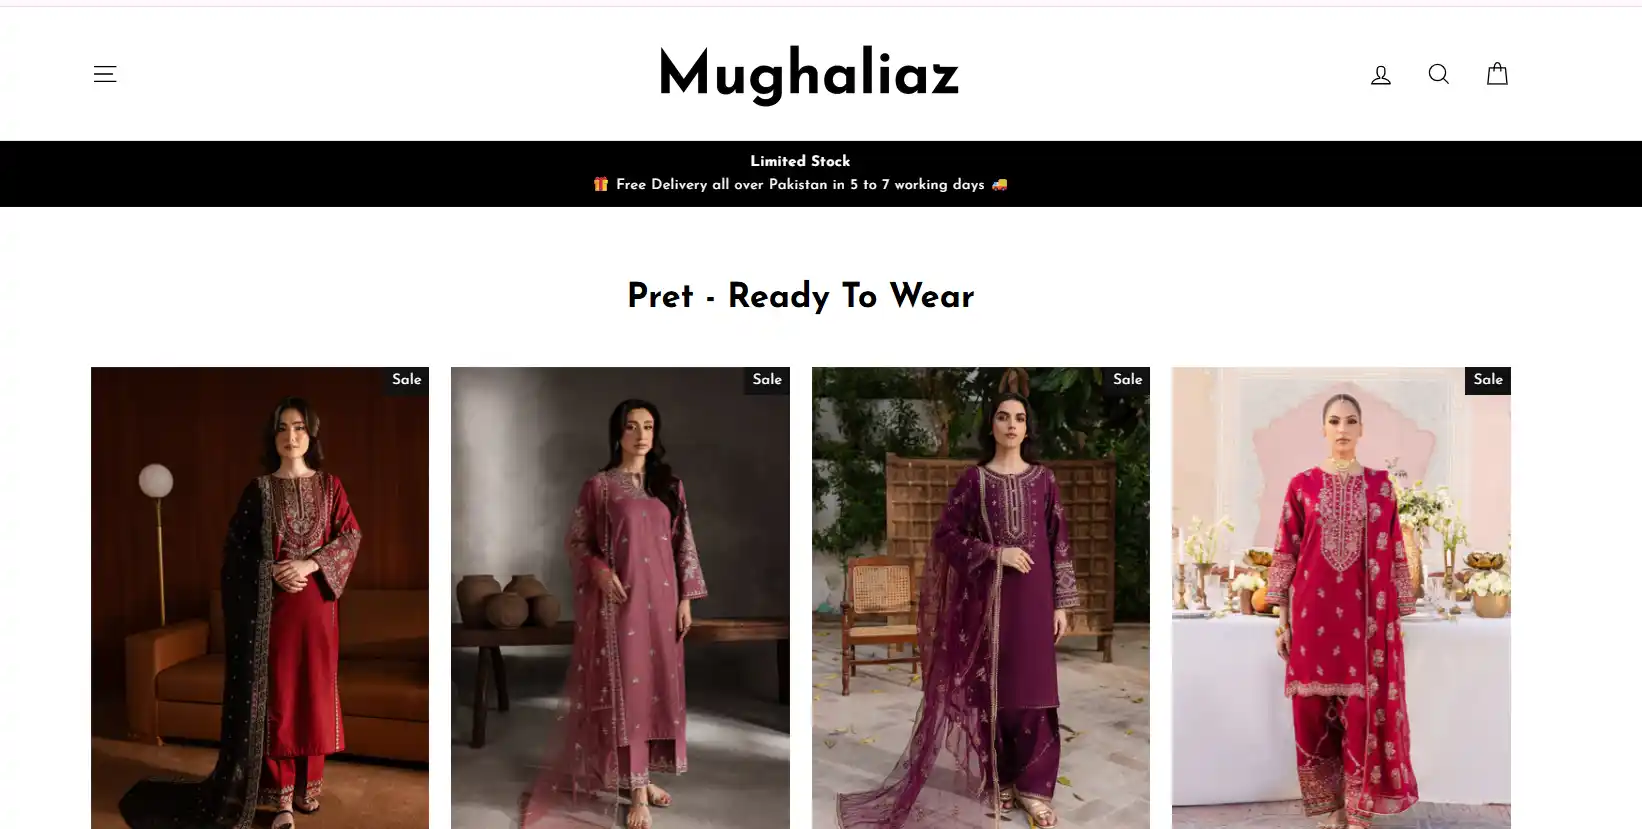 Mughaliaz
Limited Stock
🎁 Free Delivery all over Pakistan in 5 to 7 working days 🚚
Pret - Ready To Wear
Sale
Sale
Sale
Sale